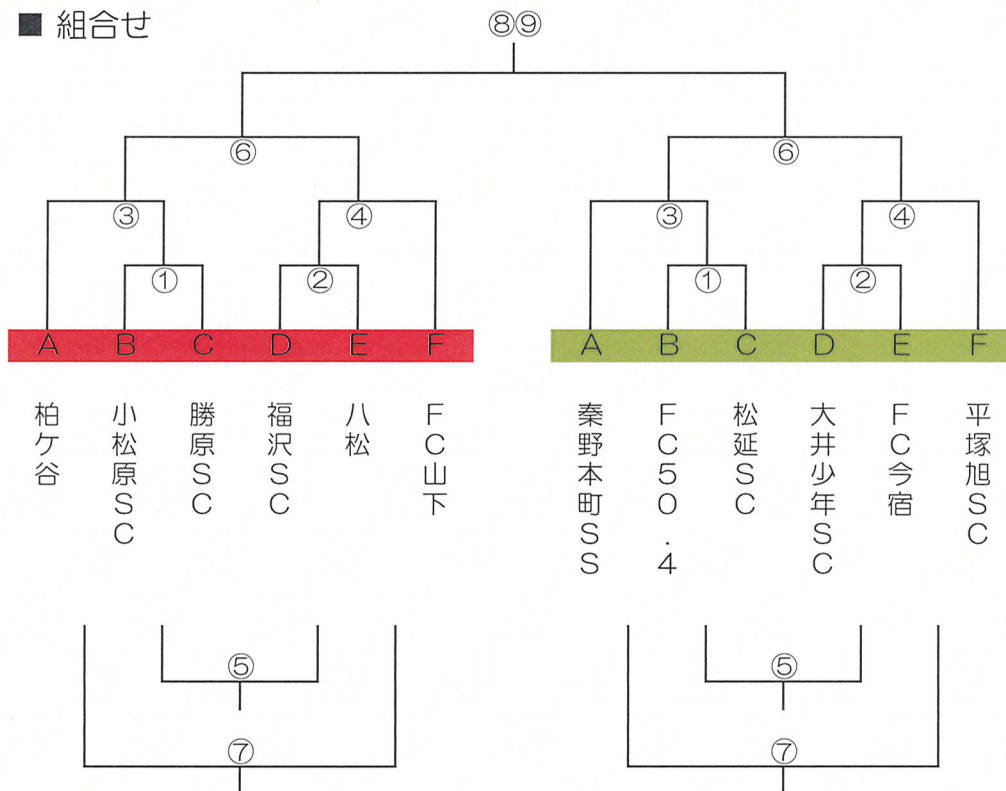 ■ 組合せ
⑧⑨
⑥ ⑥
③ ④ ③ ④
① ② ① ②
A B C D E F A B C D E F
柏ケ谷
小松原SC
勝原SC
福沢SC
八松
FC山下
秦野本町SS
FC50.4
松延SC
大井少年SC
FC今宿
平塚旭SC
⑤ ⑤
⑦ ⑦